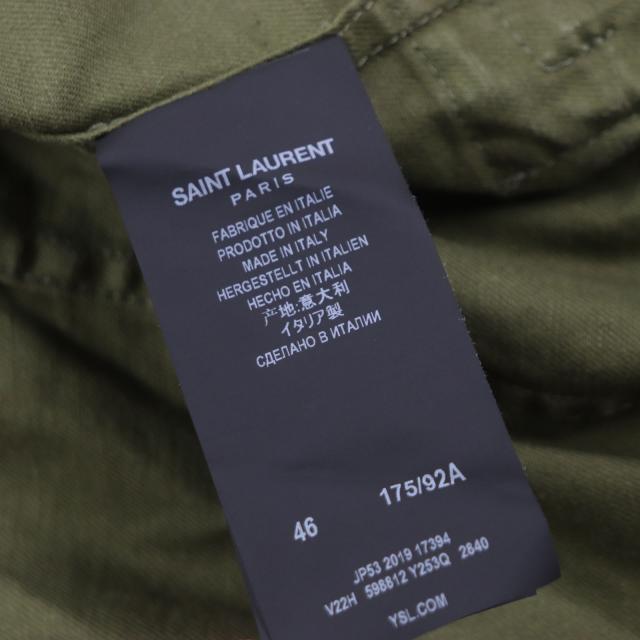 SAINT LAURENT
PARIS
FABRIQUE EN ITALIE
PRODOTTO IN ITALIA
MADE IN ITALY
HERGESTELLT IN ITALIEN
HECHO EN ITALIA
产地:意大利
イタリア製
СДЕЛАНО В ИТАЛИИ
46 175/92A
JP53 2019 17394
V22H 598812 Y253Q 2840
YSL.COM